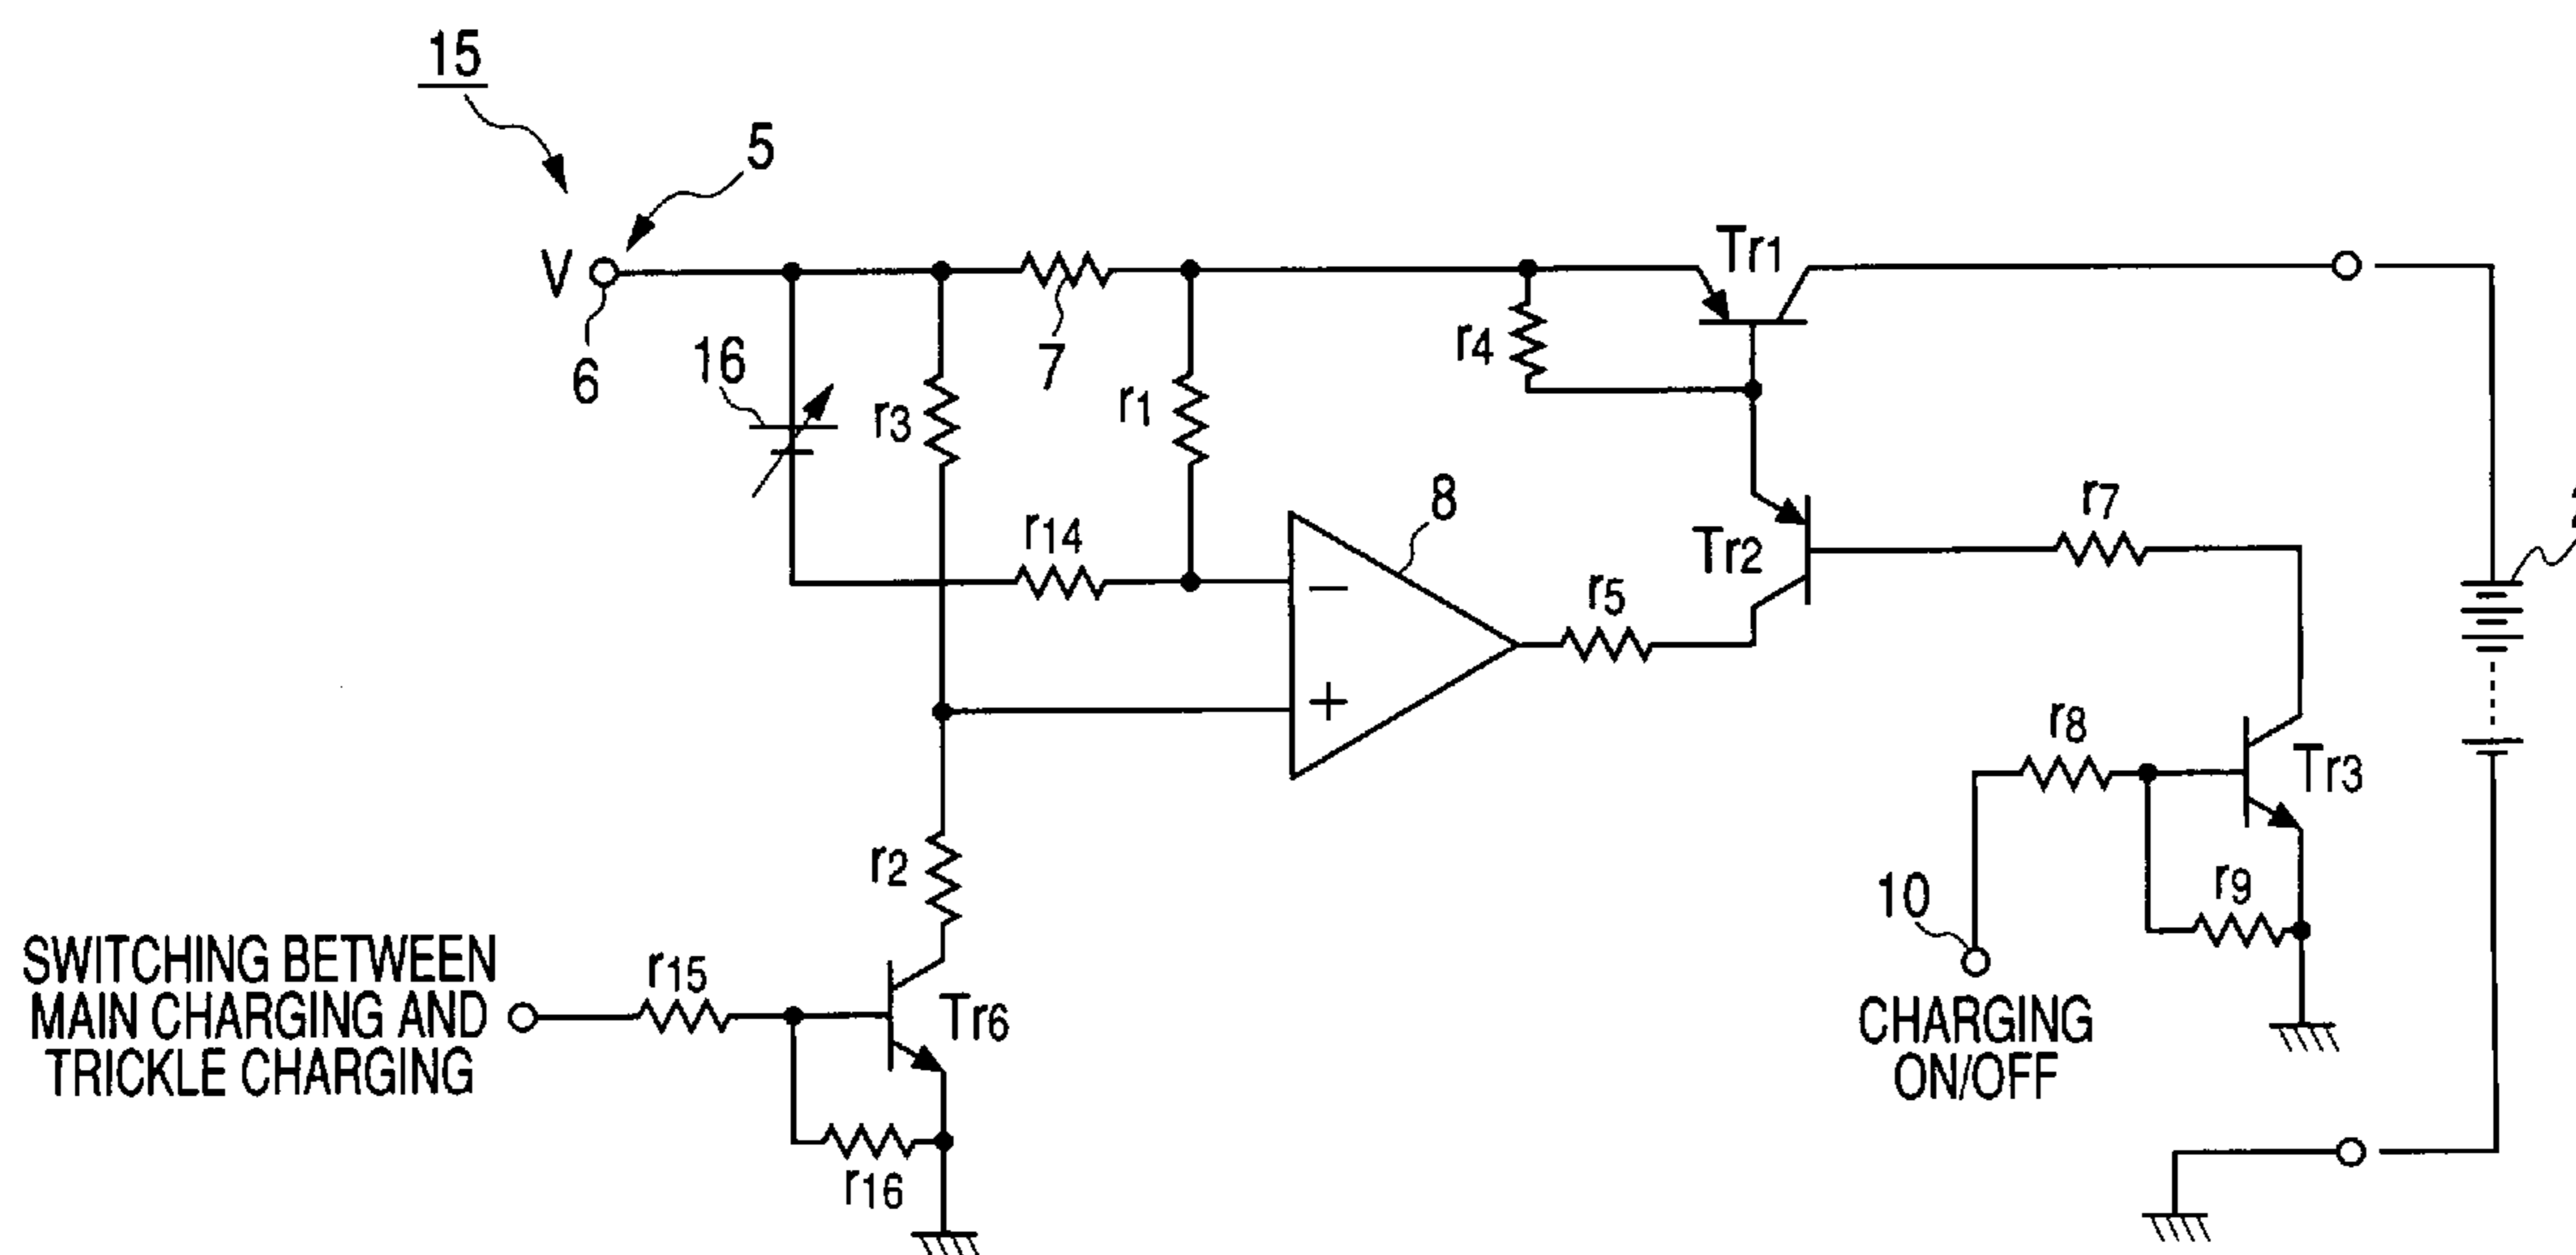 15
5
V
6
16
r3
7
r1
r4
Tr1
r14
8
Tr2
r7
r5
r8
Tr3
r2
r9
10
SWITCHING BETWEEN
MAIN CHARGING AND
TRICKLE CHARGING
r15
Tr6
CHARGING
ON/OFF
r16
−
+